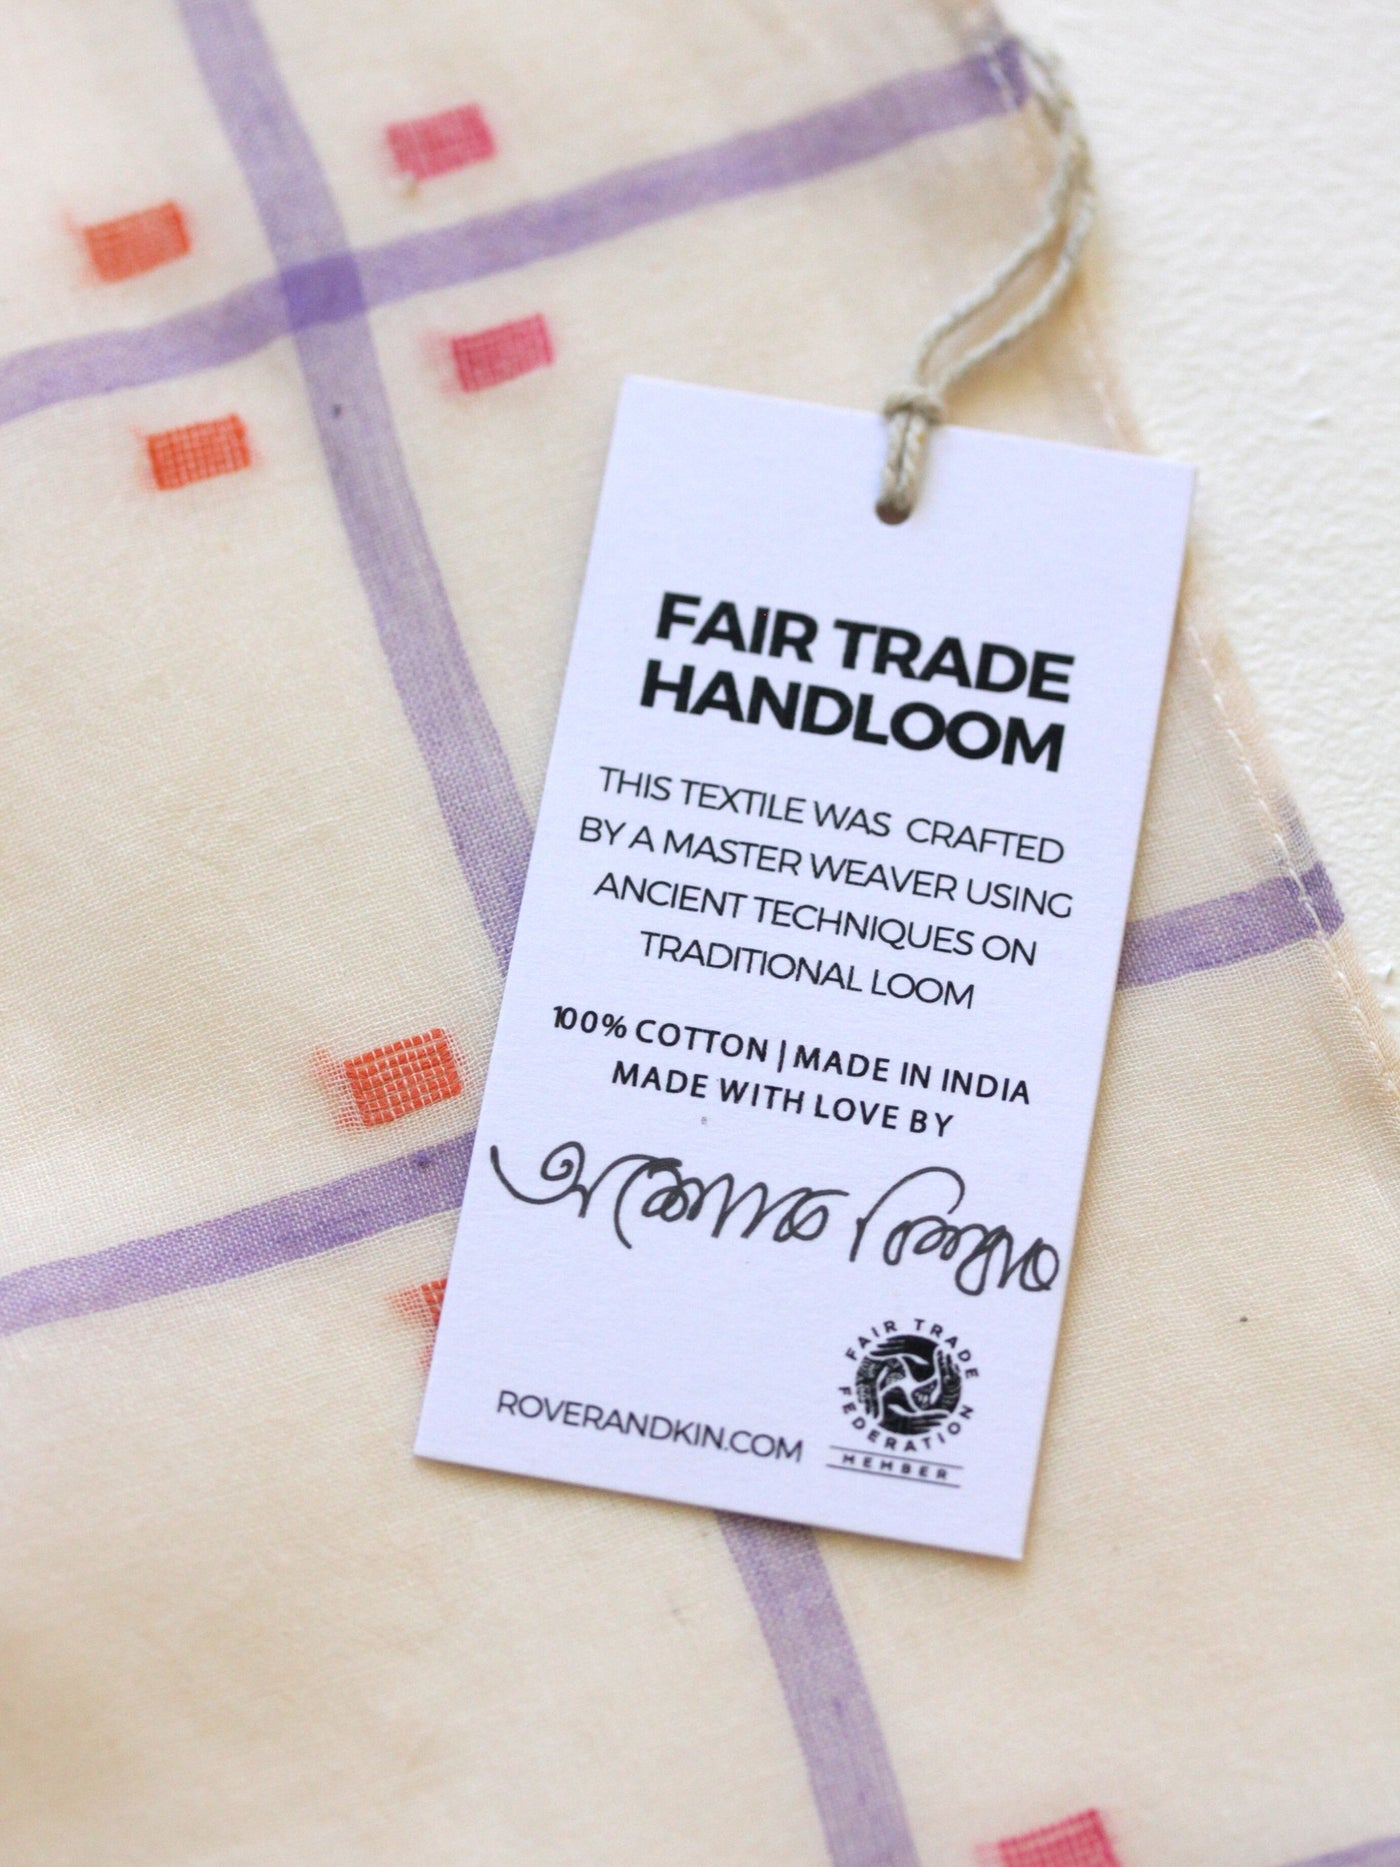 FAIR TRADE
HANDLOOM
THIS TEXTILE WAS CRAFTED
BY A MASTER WEAVER USING
ANCIENT TECHNIQUES ON
TRADITIONAL LOOM
100% COTTON | MADE IN INDIA
MADE WITH LOVE BY
ROVERANDKIN.COM
FAIR TRADE
FEDERATION
MEMBER